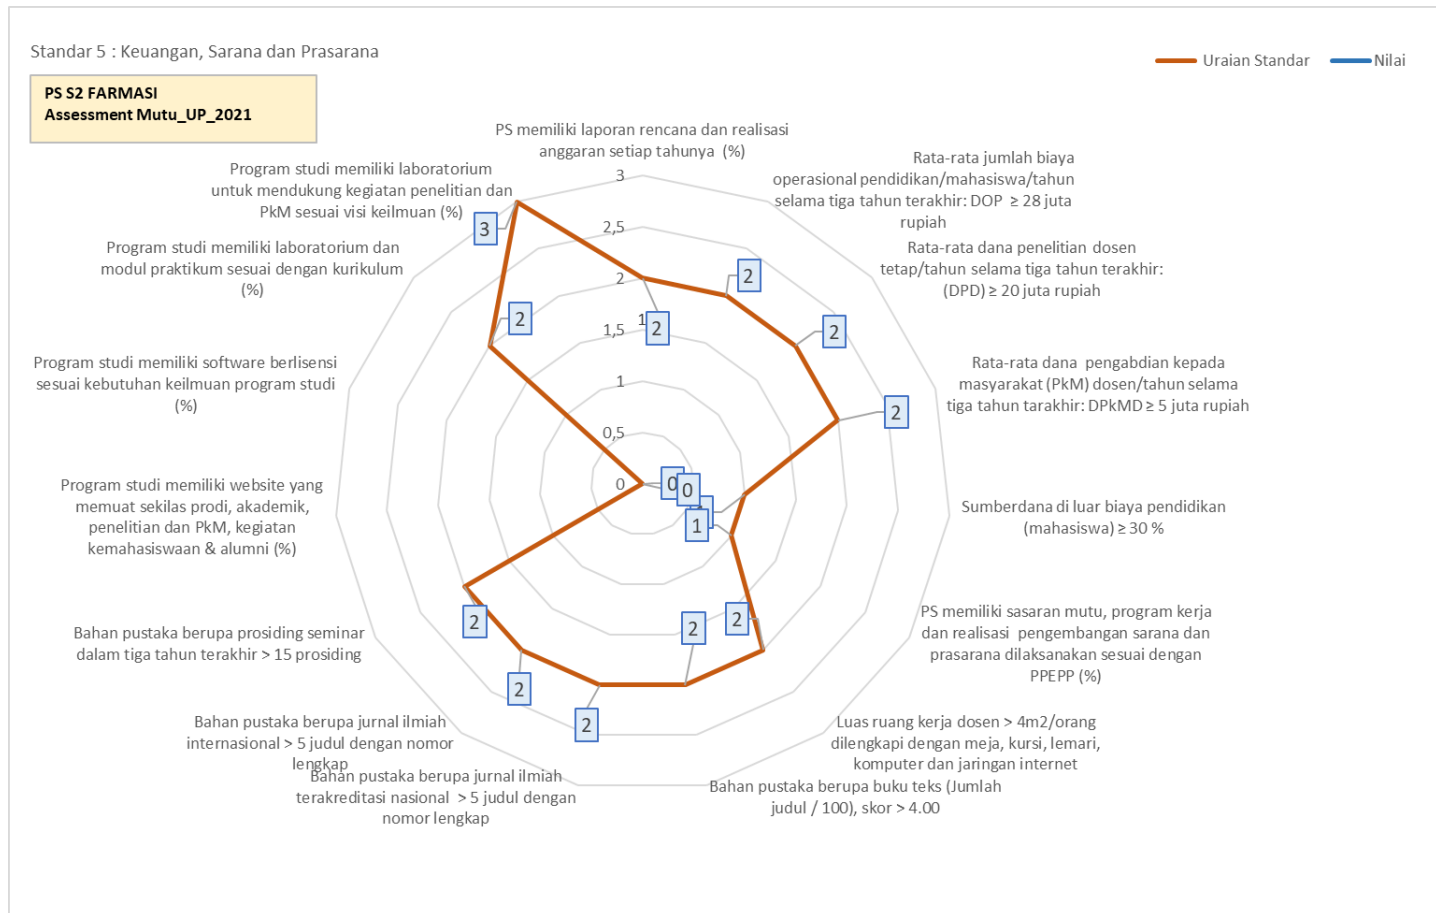 Standar 5 : Keuangan, Sarana dan Prasarana
Uraian Standar
Nilai
PS S2 FARMASI
Assessment Mutu_UP_2021
PS memiliki laporan rencana dan realisasi
anggaran setiap tahunya (%)
Rata-rata jumlah biaya
operasional pendidikan/mahasiswa/tahun
selama tiga tahun terakhir: DOP ≥ 28 juta
rupiah
Rata-rata dana penelitian dosen
tetap/tahun selama tiga tahun terakhir:
(DPD) ≥ 20 juta rupiah
Rata-rata dana pengabdian kepada
masyarakat (PkM) dosen/tahun selama
tiga tahun tarakhir: DPkMD ≥ 5 juta rupiah
Sumberdana di luar biaya pendidikan
(mahasiswa) ≥ 30 %
PS memiliki sasaran mutu, program kerja
dan realisasi pengembangan sarana dan
prasarana dilaksanakan sesuai dengan
PPEPP (%)
Luas ruang kerja dosen > 4m2/orang
dilengkapi dengan meja, kursi, lemari,
komputer dan jaringan internet
Bahan pustaka berupa buku teks (Jumlah
judul / 100), skor > 4.00
Bahan pustaka berupa jurnal ilmiah
terakreditasi nasional > 5 judul dengan
nomor lengkap
Bahan pustaka berupa jurnal ilmiah
internasional > 5 judul dengan nomor
lengkap
Bahan pustaka berupa prosiding seminar
dalam tiga tahun terakhir > 15 prosiding
Program studi memiliki website yang
memuat sekilas prodi, akademik,
penelitian dan PkM, kegiatan
kemahasiswaan & alumni (%)
Program studi memiliki software berlisensi
sesuai kebutuhan keilmuan program studi
(%)
Program studi memiliki laboratorium dan
modul praktikum sesuai dengan kurikulum
(%)
Program studi memiliki laboratorium
untuk mendukung kegiatan penelitian dan
PkM sesuai visi keilmuan (%)
3
2,5
2
1,5
1
0,5
0
1
2
2
2
2
1
2
2
2
2
2
0
0
2
3